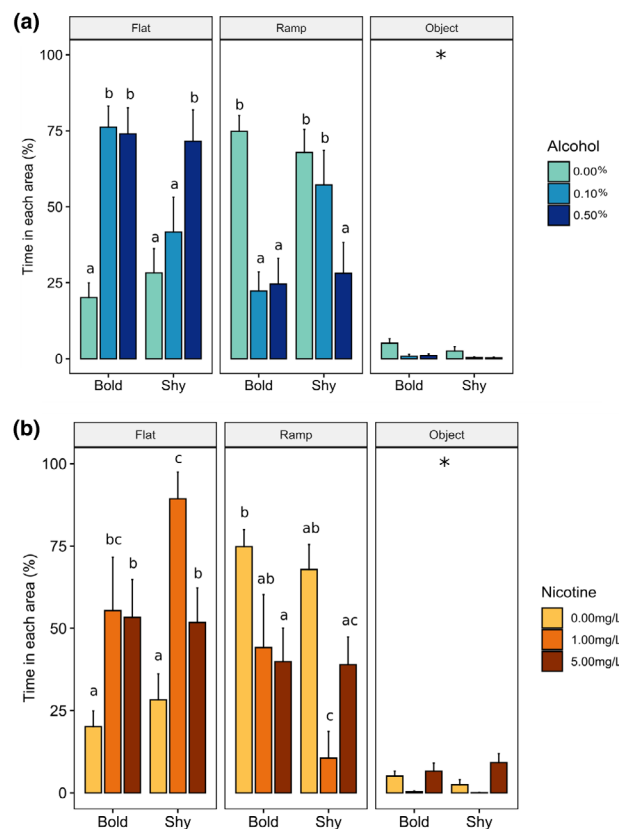 (a)
Flat Ramp Object
*
b b b
a a a
b b b
a a a
100
75
50
25
0
Time in each area (%)
Bold Shy Bold Shy Bold Shy
Alcohol
0.00%
0.10%
0.50%
(b)
Flat Ramp Object
*
a bc b a c b
b ab a ab c ac
100
75
50
25
0
Time in each area (%)
Bold Shy Bold Shy Bold Shy
Nicotine
0.00mg/L
1.00mg/L
5.00mg/L